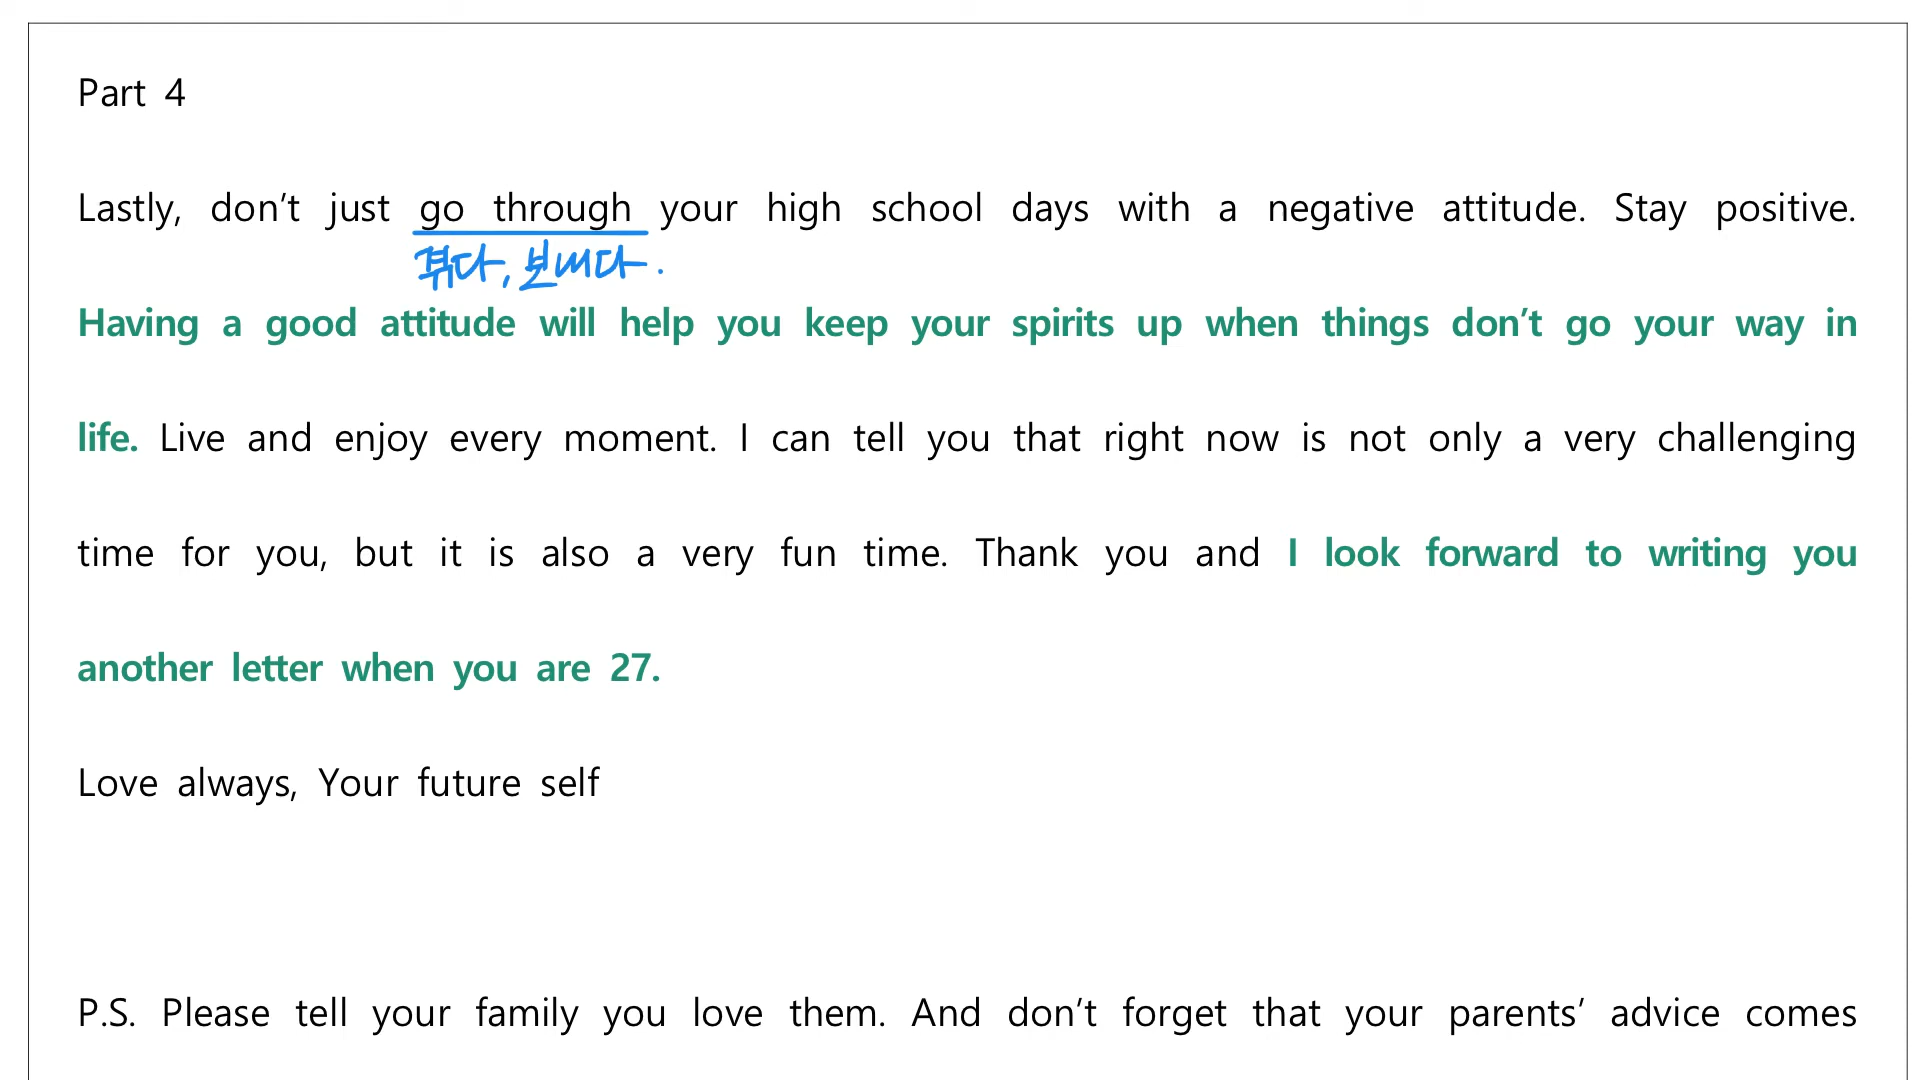 Part 4
Lastly, don’t just go through your high school days with a negative attitude. Stay positive.
겪다, 보내다.
Having a good attitude will help you keep your spirits up when things don’t go your way in
life. Live and enjoy every moment. I can tell you that right now is not only a very challenging
time for you, but it is also a very fun time. Thank you and I look forward to writing you
another letter when you are 27.
Love always, Your future self
P.S. Please tell your family you love them. And don’t forget that your parents’ advice comes